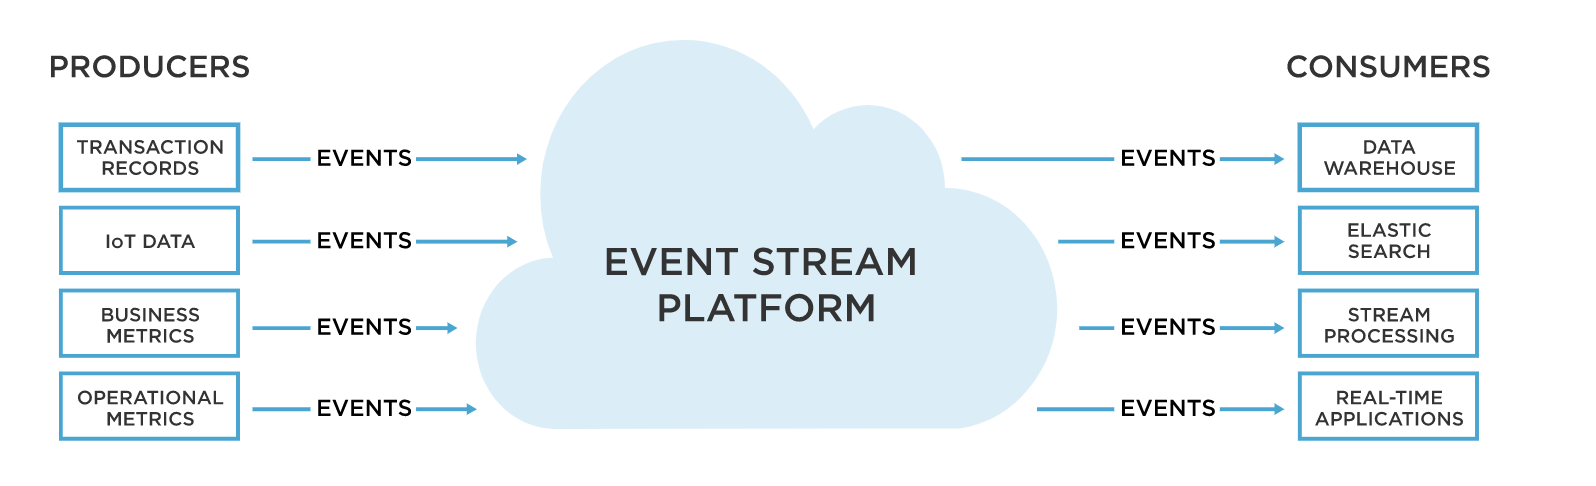 PRODUCERS
TRANSACTION
RECORDS
EVENTS
IoT DATA
EVENTS
BUSINESS
METRICS
EVENTS
OPERATIONAL
METRICS
EVENTS
EVENT STREAM
PLATFORM
CONSUMERS
EVENTS
DATA
WAREHOUSE
EVENTS
ELASTIC
SEARCH
EVENTS
STREAM
PROCESSING
EVENTS
REAL-TIME
APPLICATIONS